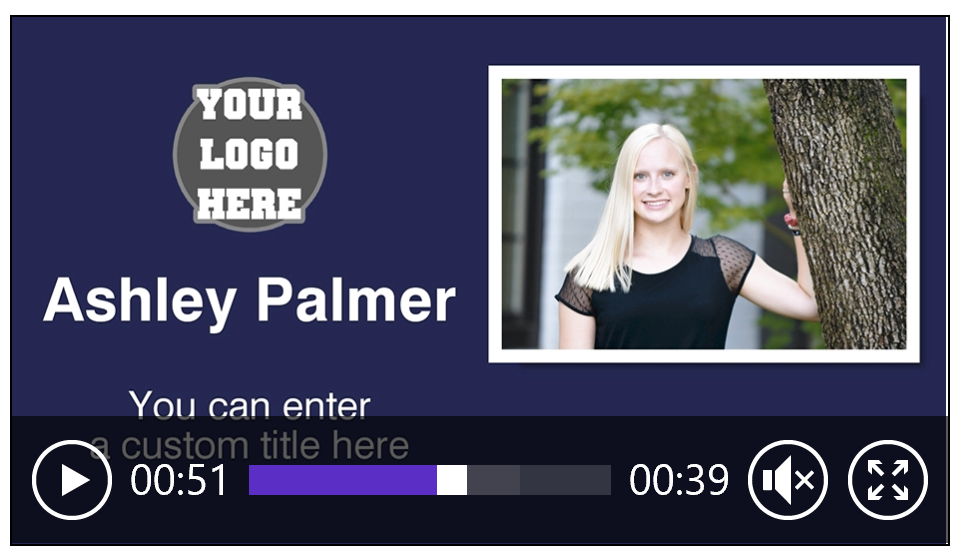 YOUR
LOGO
HERE
Ashley Palmer
You can enter
a custom title here
00:51
00:39